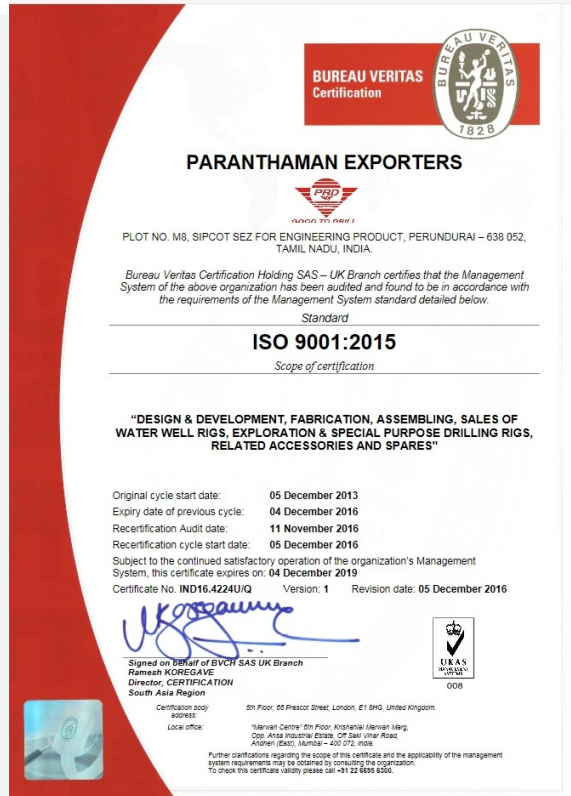 BUREAU VERITAS
Certification
BUREAU VERITAS
1828
PARANTHAMAN EXPORTERS
PRD
GOOD TO DRILL
PLOT NO. M8, SIPCOT SEZ FOR ENGINEERING PRODUCT, PERUNDURAI – 638 052,
TAMIL NADU, INDIA.
Bureau Veritas Certification Holding SAS – UK Branch certifies that the Management
System of the above organization has been audited and found to be in accordance with
the requirements of the Management System standard detailed below.
Standard
ISO 9001:2015
Scope of certification
“DESIGN & DEVELOPMENT, FABRICATION, ASSEMBLING, SALES OF
WATER WELL RIGS, EXPLORATION & SPECIAL PURPOSE DRILLING RIGS,
RELATED ACCESSORIES AND SPARES”
Original cycle start date: 05 December 2013
Expiry date of previous cycle: 04 December 2016
Recertification Audit date: 11 November 2016
Recertification cycle start date: 05 December 2016
Subject to the continued satisfactory operation of the organization's Management
System, this certificate expires on: 04 December 2019
Certificate No. IND16.4224U/Q Version: 1 Revision date: 05 December 2016
Signed on behalf of BVCH SAS UK Branch
Ramesh KOREGAVE
Director, CERTIFICATION
South Asia Region
UKAS
MANAGEMENT
SYSTEMS
008
Certification body
address:
5th Floor, 66 Prescot Street, London, E1 8HG, United Kingdom.
Local office:
“Marwah Centre” 6th Floor, Krishanlal Marwah Marg,
Opp. Ansa Industrial Estate, Off Saki Vihar Road,
Andheri (East), Mumbai – 400 072, India.
Further clarifications regarding the scope of this certificate and the applicability of the management
system requirements may be obtained by consulting the organization.
To check this certificate validity please call +91 22 6695 6300.